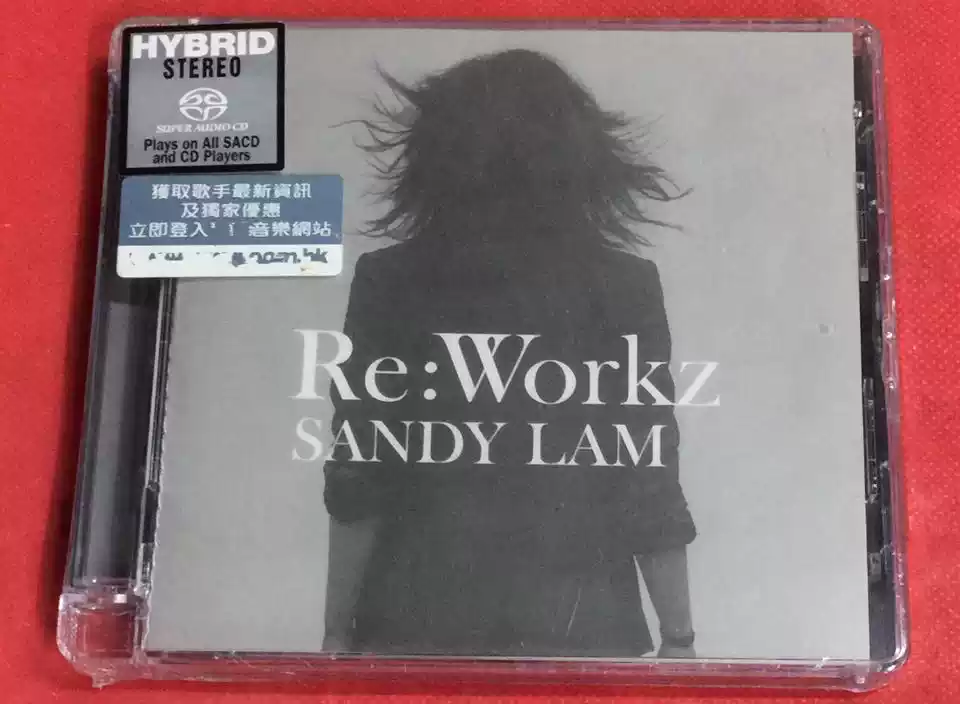 HYBRID
STEREO
SUPER AUDIO CD
Plays on All SACD
and CD Players
獲取歌手最新資訊
及獨家優惠
立即登入 音樂網站
Re:Workz
SANDY LAM